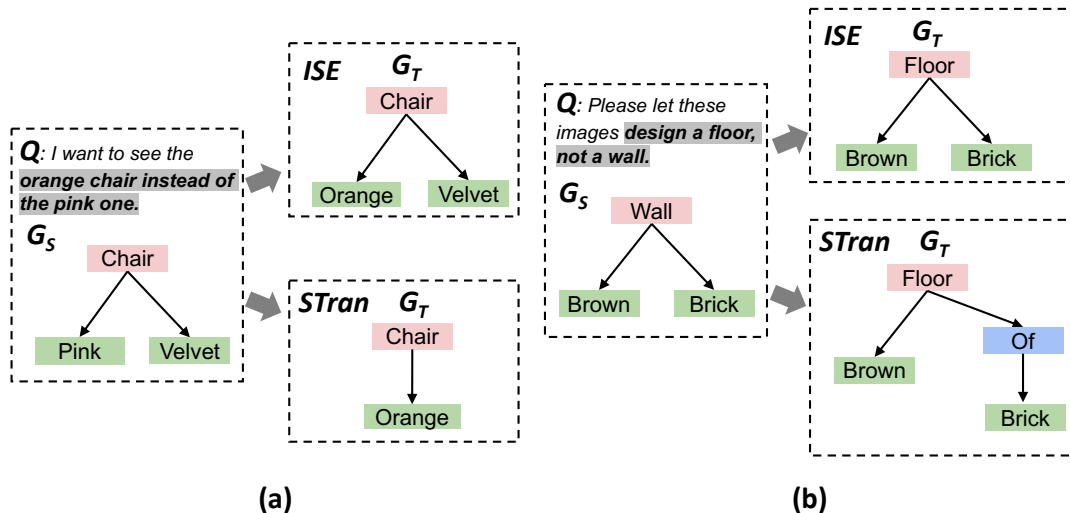 Q: I want to see the
orange chair instead of
the pink one.
G_S
Chair
Pink Velvet
ISE G_T
Chair
Orange Velvet
STran G_T
Chair
Orange
(a)
Q: Please let these
images design a floor,
not a wall.
G_S
Wall
Brown Brick
ISE G_T
Floor
Brown Brick
STran G_T
Floor
Of
Brown
Brick
(b)